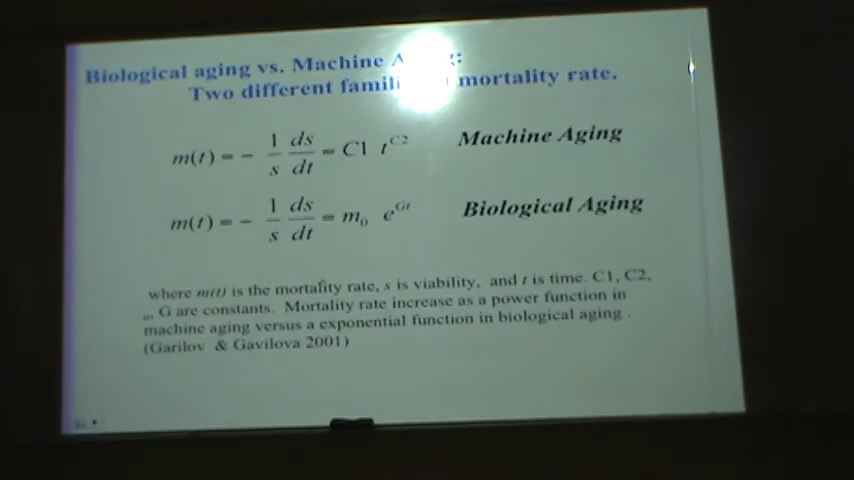 Biological aging vs. Machine A g:
Two different famili mortality rate.
m(t) = - 1/s ds/dt = C1 t^C2 Machine Aging
m(t) = - 1/s ds/dt = m₀ e^Gt Biological Aging
where m(t) is the mortality rate, s is viability, and t is time. C1, C2,
₀, G are constants. Mortality rate increase as a power function in
machine aging versus a exponential function in biological aging .
(Garilov & Gavilova 2001)